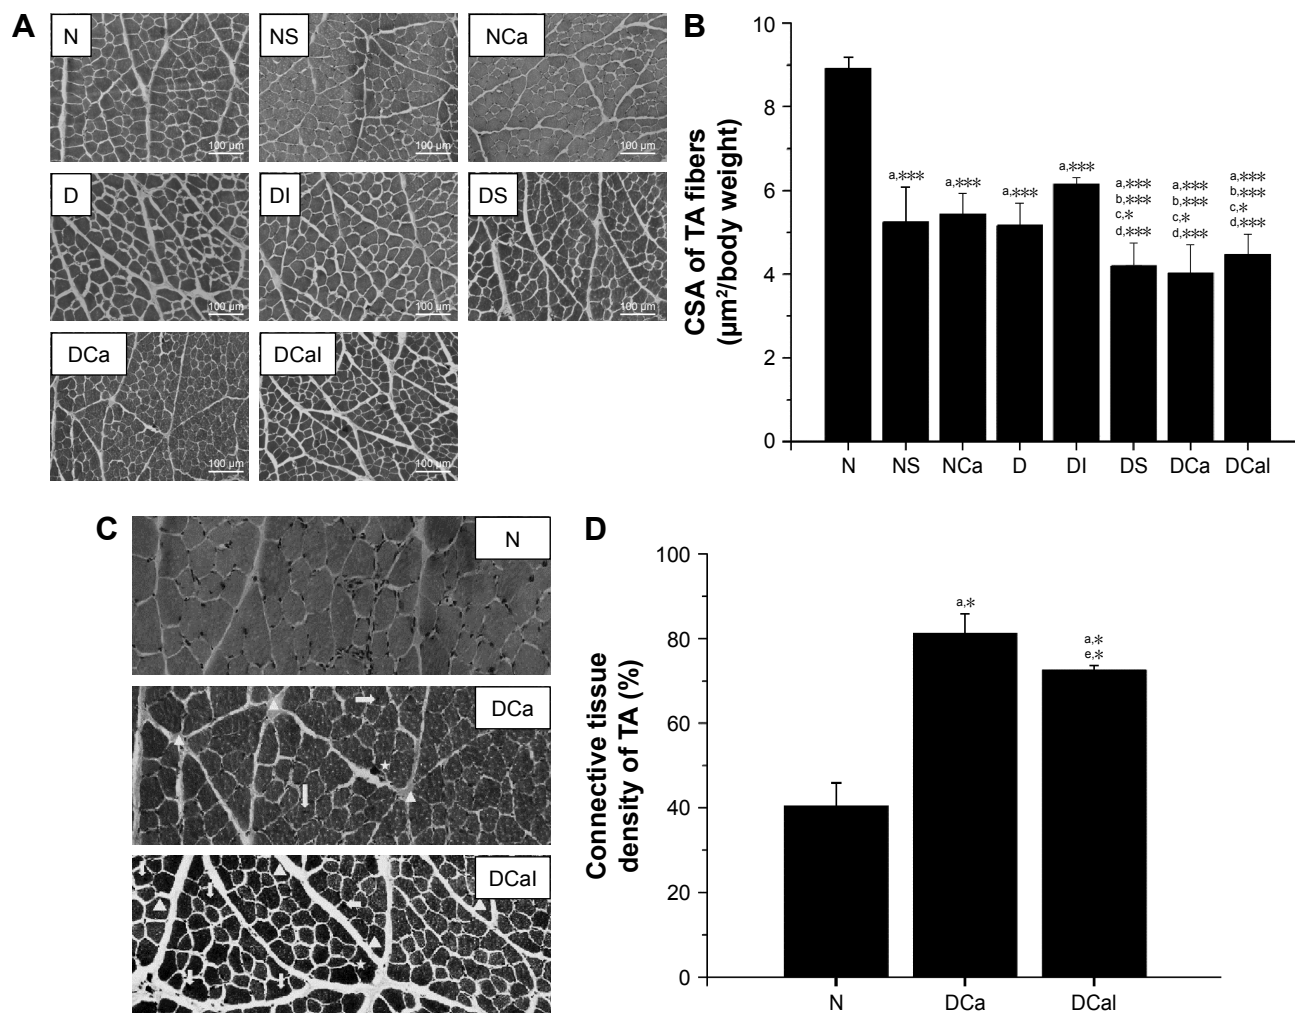 A
N
NS
NCa
100 µm
100 µm
100 µm
D
DI
DS
100 µm
100 µm
100 µm
DCa
DCaI
100 µm
100 µm
B
CSA of TA fibers
(µm²/body weight)
10
8
6
4
2
0
a,***
a,***
a,***
a,***
a,***
b,***
c,*
d,***
a,***
b,***
c,*
d,***
a,***
b,***
c,*
d,***
N NS NCa D DI DS DCa DCaI
C
N
DCa
DCaI
D
Connective tissue
density of TA (%)
100
80
60
40
20
0
a,*
a,*
e,*
N DCa DCaI